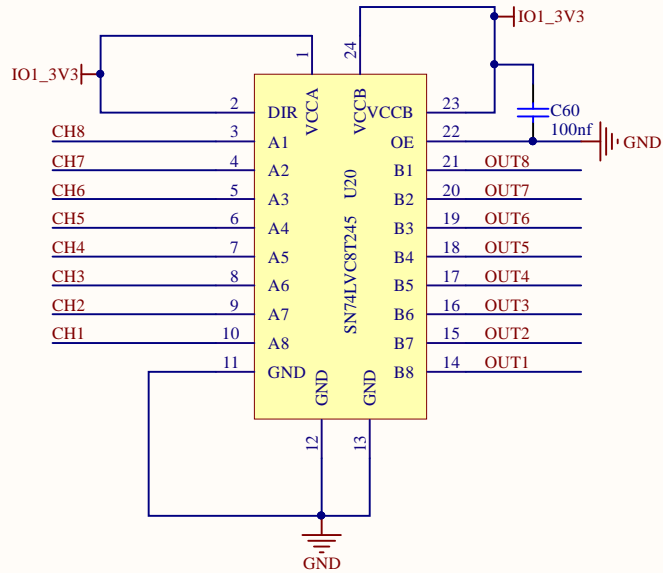 IO1_3V3
1
24
IO1_3V3
VCCA
VCCB
2 DIR VCCB 23
C60
100nf
CH8 3 A1 OE 22 GND
CH7 4 A2 B1 21 OUT8
CH6 5 A3 B2 20 OUT7
CH5 6 A4 B3 19 OUT6
CH4 7 A5 B4 18 OUT5
CH3 8 A6 B5 17 OUT4
CH2 9 A7 B6 16 OUT3
CH1 10 A8 B7 15 OUT2
11 GND B8 14 OUT1
SN74LVC8T245 U20
GND
GND
12
13
GND